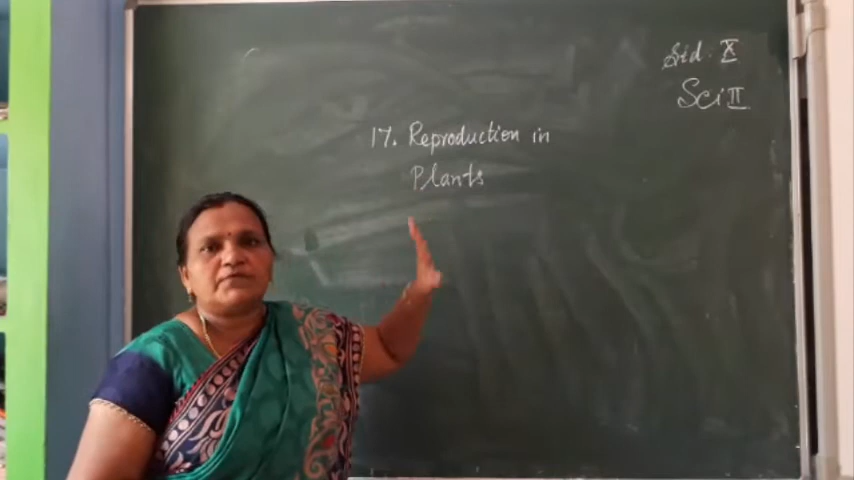 Std. X
Sci II
17. Reproduction in
Plants